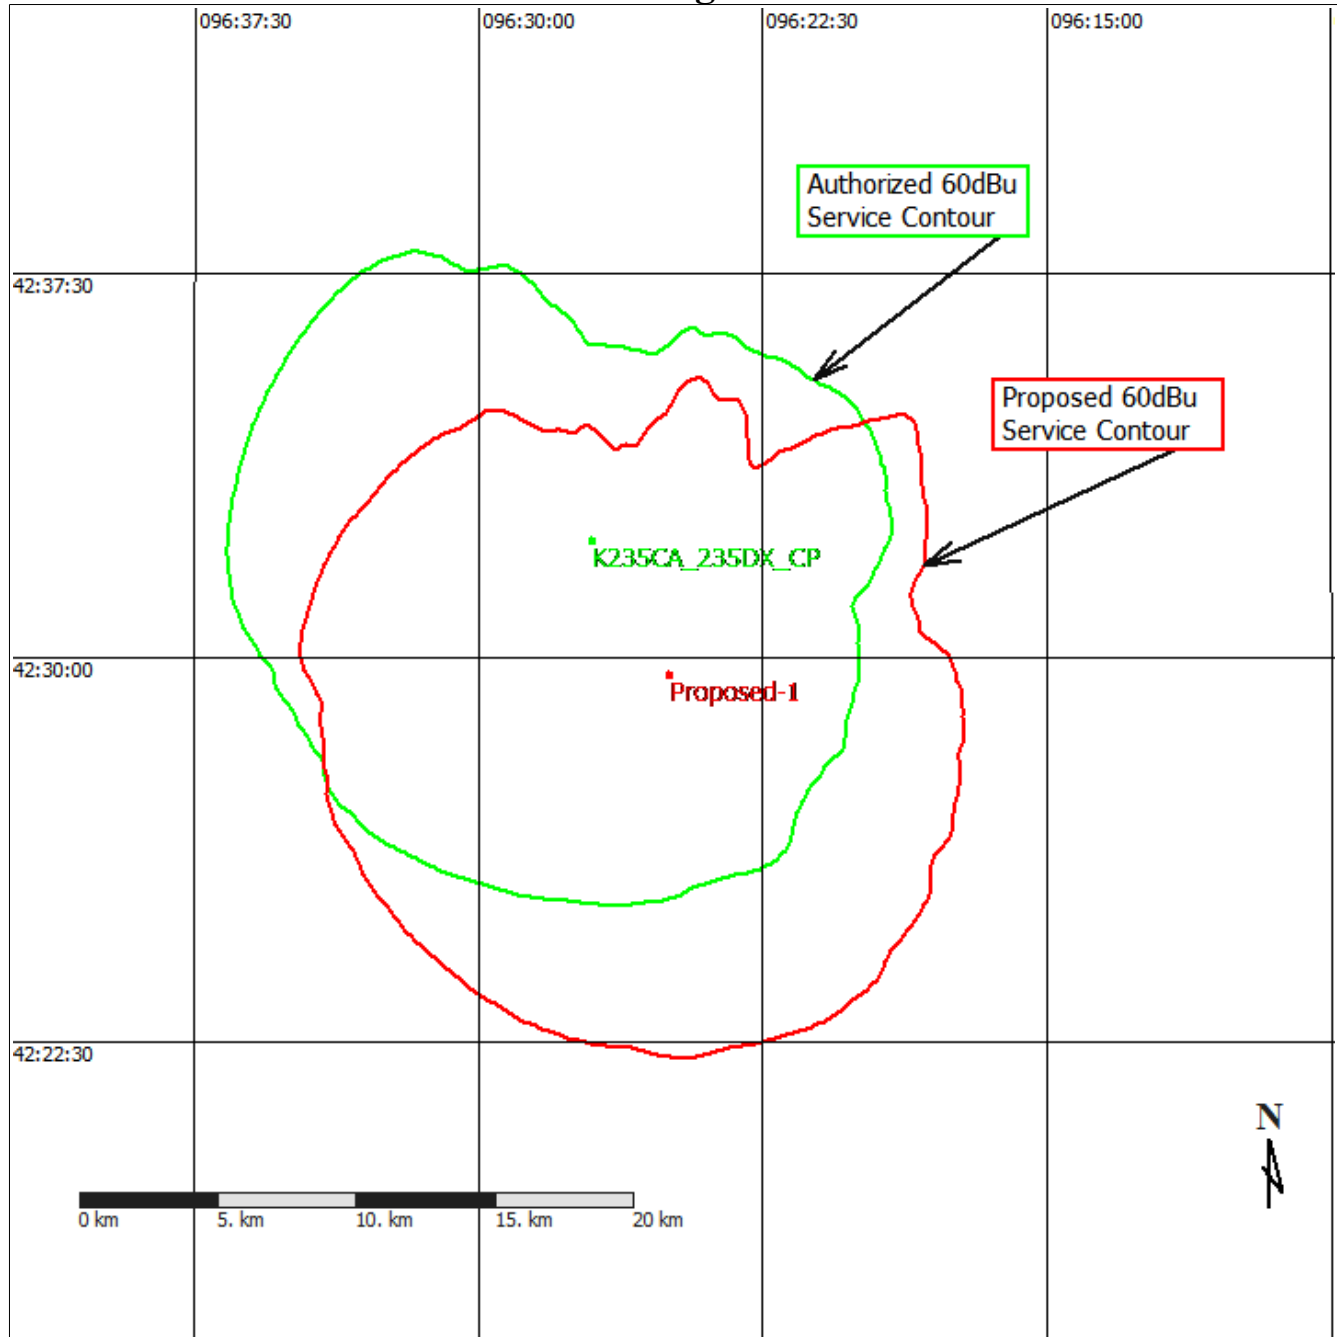 096:37:30
096:30:00
096:22:30
096:15:00
Authorized 60dBu
Service Contour
42:37:30
Proposed 60dBu
Service Contour
K235CA_235DX_CP
42:30:00
Proposed-1
42:22:30
N
0 km
5. km
10. km
15. km
20 km